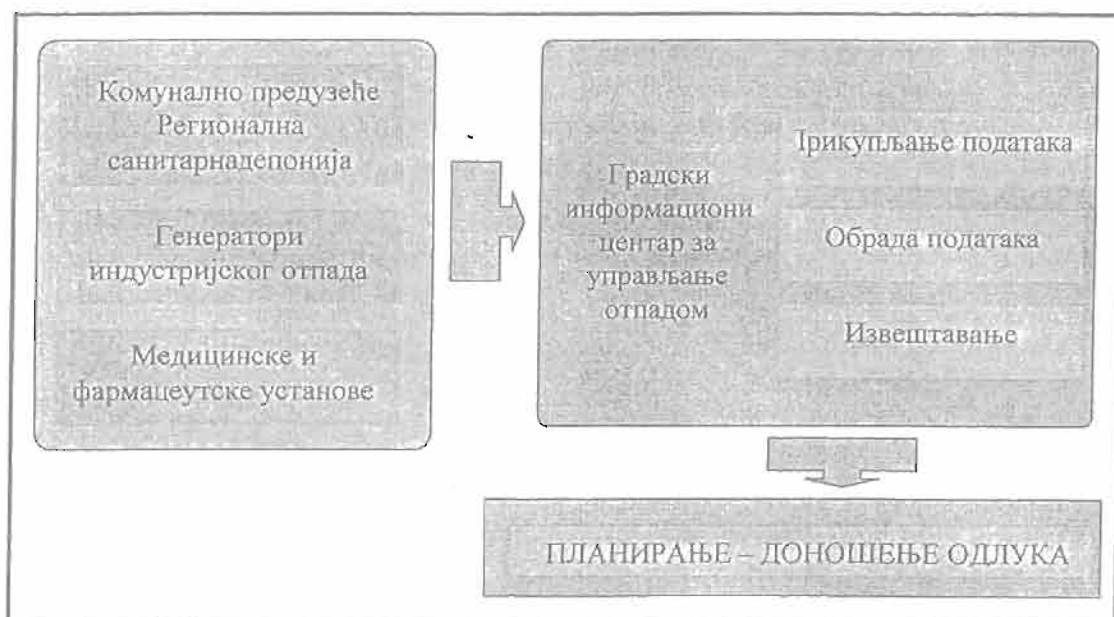 Комунално предузеће
Регионална
санитарнадепонија
Генератори
индустријског отпада
Медицинске и
фармацеутске установе
Градски
информациони
центар за
управљање
отпадом
Прикупљање података
Обрада података
Извештавање
ПЛАНИРАЊЕ – ДОНОШЕЊЕ ОДЛУКА